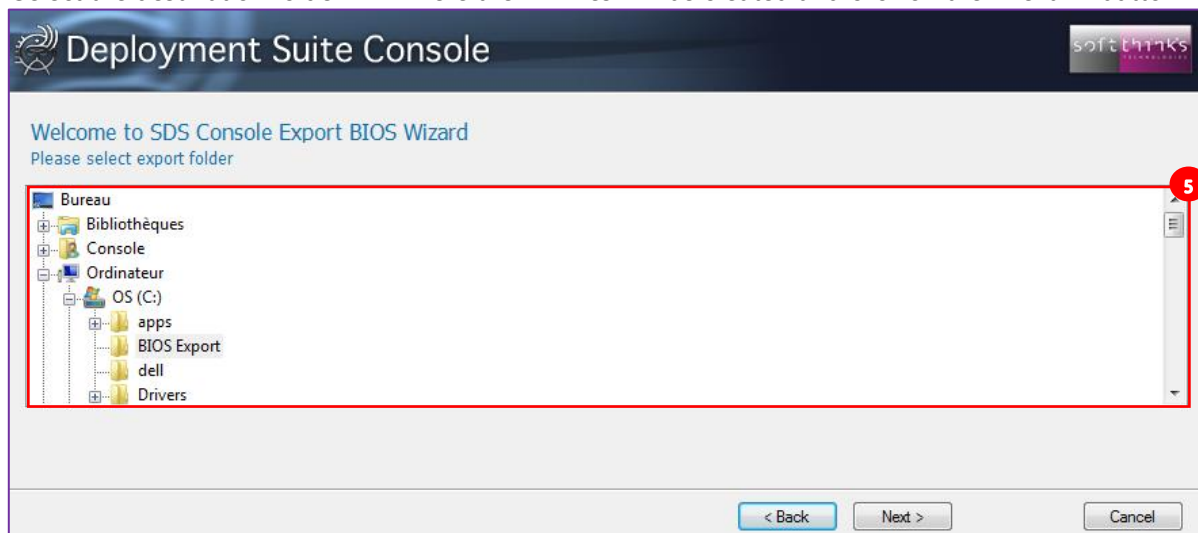 Deployment Suite Console
softthinks
TECHNOLOGIES
Welcome to SDS Console Export BIOS Wizard
Please select export folder
5
Bureau
Bibliothèques
Console
Ordinateur
OS (C:)
apps
BIOS Export
dell
Drivers
< Back Next > Cancel